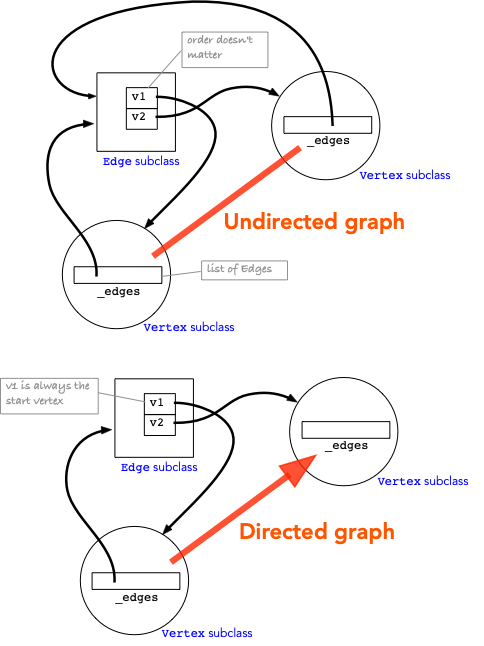 order doesn't
matter
v1
v2
_edges
Edge subclass
Vertex subclass
Undirected graph
list of Edges
_edges
Vertex subclass
v1 is always the
start vertex
v1
v2
_edges
Edge subclass
Vertex subclass
Directed graph
_edges
Vertex subclass